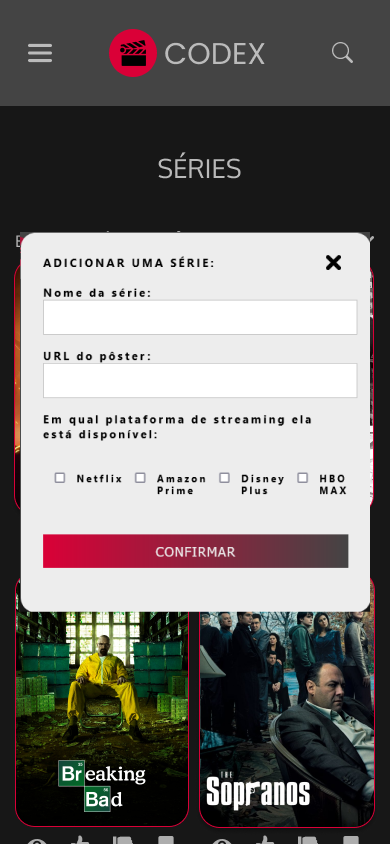 CODEX
SÉRIES
ADICIONAR UMA SÉRIE:
Nome da série:
URL do pôster:
Em qual plataforma de streaming ela
está disponível:
Netflix
Amazon
Prime
Disney
Plus
HBO
MAX
CONFIRMAR
Breaking
Bad
THE
Sopranos